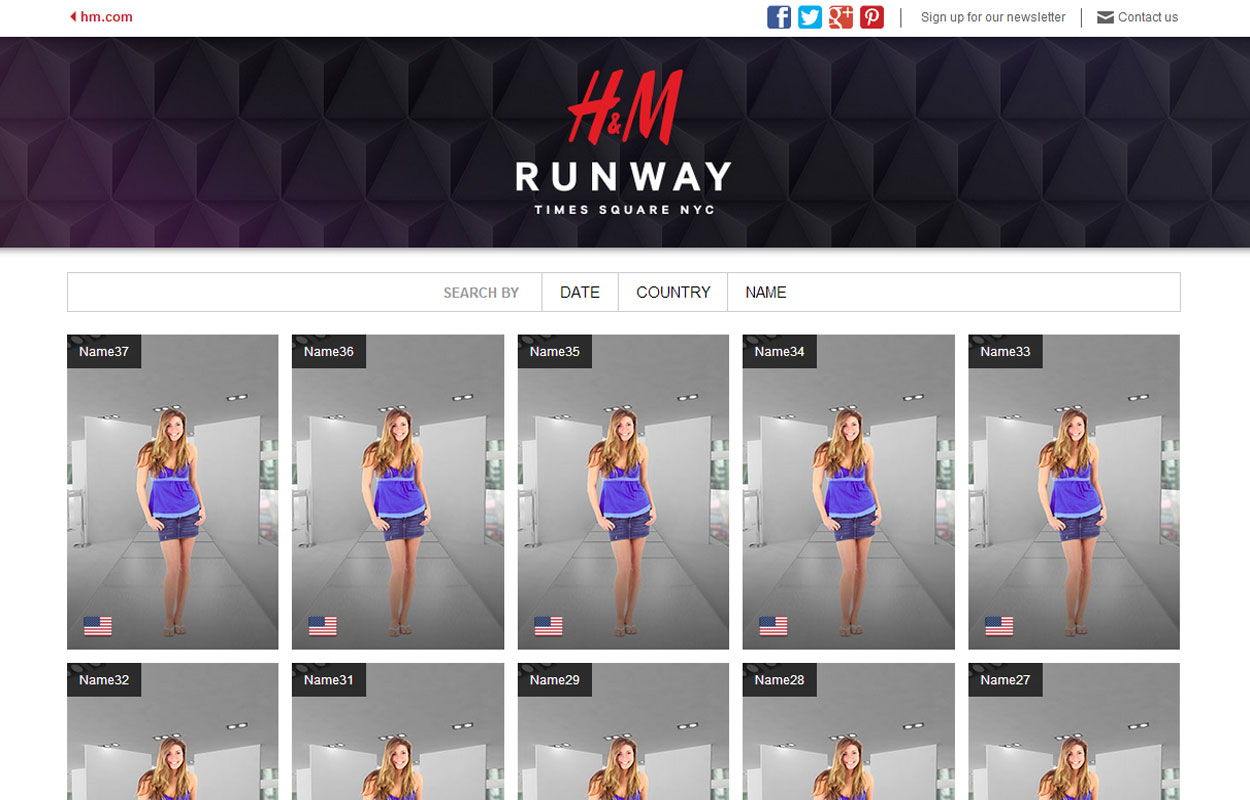 hm.com
Sign up for our newsletter
Contact us
H&M
RUNWAY
TIMES SQUARE NYC
SEARCH BY DATE COUNTRY NAME
Name37 Name36 Name35 Name34 Name33
Name32 Name31 Name29 Name28 Name27